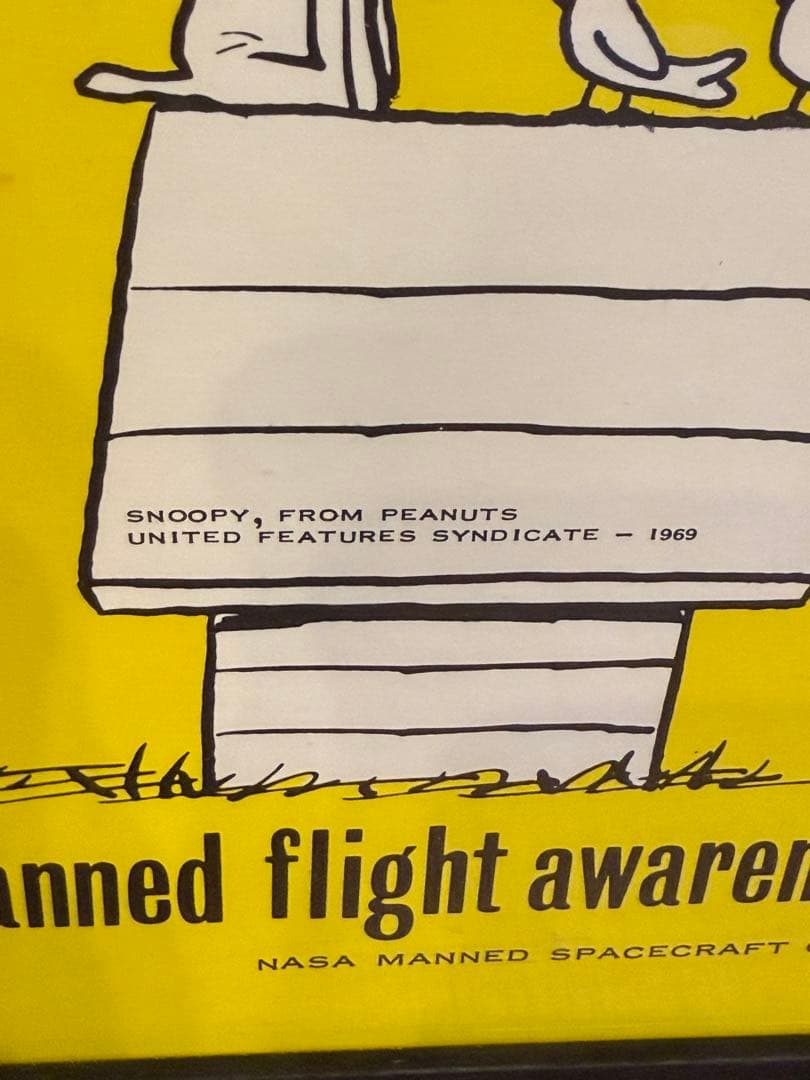 SNOOPY, FROM PEANUTS
UNITED FEATURES SYNDICATE – 1969
anned flight awaren
NASA MANNED SPACECRAFT